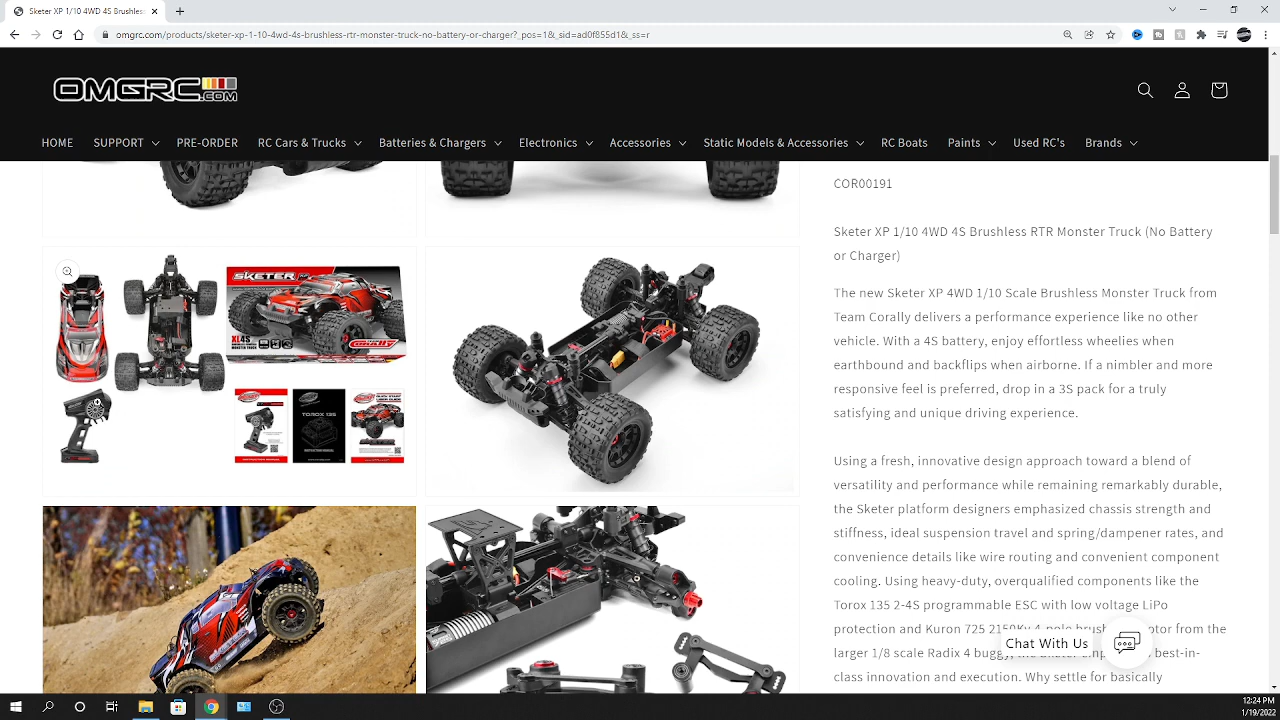 Sketer XP 1/10 4WD 4S Brushless
omgrc.com/products/sketer-xp-1-10-4wd-4s-brushless-rtr-monster-truck-no-battery-or-charger?_pos=1&_sid=ad0f855d1&_ss=r
OMGRC.COM
HOME
SUPPORT
PRE-ORDER
RC Cars & Trucks
Batteries & Chargers
Electronics
Accessories
Static Models & Accessories
RC Boats
Paints
Used RC's
Brands
COR00191
Sketer XP 1/10 4WD 4S Brushless RTR Monster Truck (No Battery
or Charger)
The new Sketer XP 4WD 1/10 Scale Brushless Monster Truck from
Team Corally delivers a performance experience like no other
vehicle. With a 4S battery, enjoy effortless wheelies when
earthbound and backflips when airborne. If a nimbler and more
responsive feel is preferred, drop in a 3S pack for a truly
satisfying and unique driving experience.
Using a fresh, innovative design approach toward a blend of
versatility and performance while remaining remarkably durable,
the Sketer platform designers emphasized chassis strength and
stiffness, ideal suspension travel and spring/dampener rates, and
convenience details like wire routing and convenient component
cooling. Using heavy-duty, overqualified components like the
Torox 135 2-4S programmable ESC with low voltage LiPo
protection and Kuron 725 2150Kv 4-pole
from the
larger 1/8 scale Radix 4 buggy,
best-in-
class innovation and execution. Why settle for basically
SKETER
XL4S
CORALLY
TOROX 135
QUICK START
USER GUIDE
Chat With Us
12:24 PM
1/19/2022